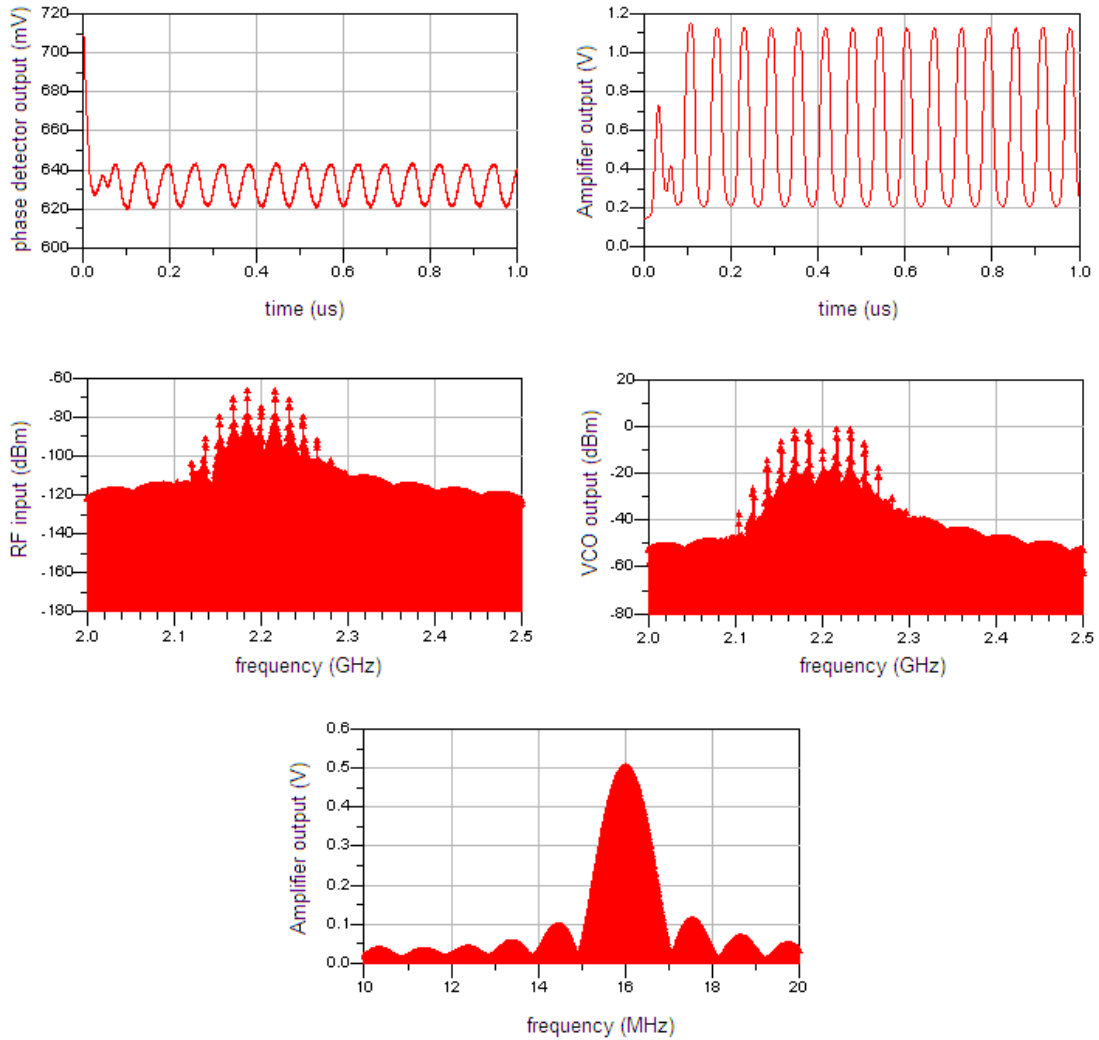 phase detector output (mV)
720
700
680
660
640
620
600
0.0 0.2 0.4 0.6 0.8 1.0
time (us)
Amplifier output (V)
1.2
1.0
0.8
0.6
0.4
0.2
0.0
0.0 0.2 0.4 0.6 0.8 1.0
time (us)
RF input (dBm)
-60
-80
-100
-120
-140
-160
-180
2.0 2.1 2.2 2.3 2.4 2.5
frequency (GHz)
VCO output (dBm)
20
0
-20
-40
-60
-80
2.0 2.1 2.2 2.3 2.4 2.5
frequency (GHz)
Amplifier output (V)
0.6
0.5
0.4
0.3
0.2
0.1
0.0
10 12 14 16 18 20
frequency (MHz)